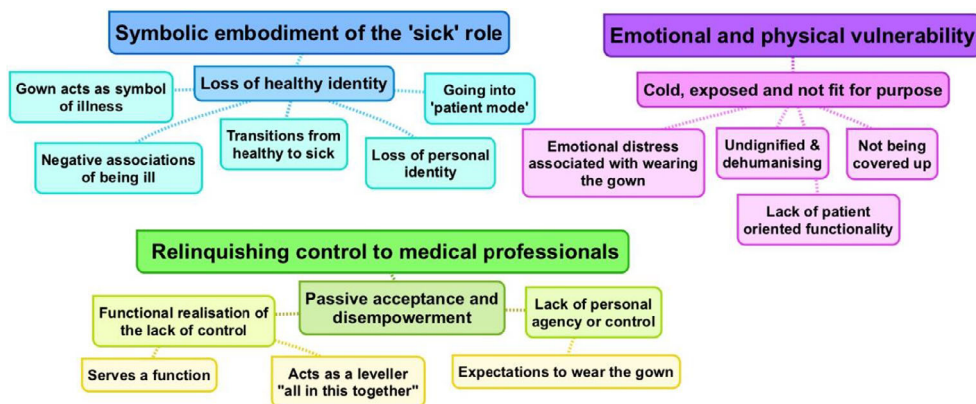 Symbolic embodiment of the 'sick' role
Loss of healthy identity
Gown acts as symbol
of illness
Going into
'patient mode'
Negative associations
of being ill
Transitions from
healthy to sick
Loss of personal
identity
Emotional and physical vulnerability
Cold, exposed and not fit for purpose
Emotional distress
associated with wearing
the gown
Undignified &
dehumanising
Not being
covered up
Lack of patient
oriented functionality
Relinquishing control to medical professionals
Passive acceptance and
disempowerment
Functional realisation of
the lack of control
Lack of personal
agency or control
Serves a function
Acts as a leveller
"all in this together"
Expectations to wear the gown